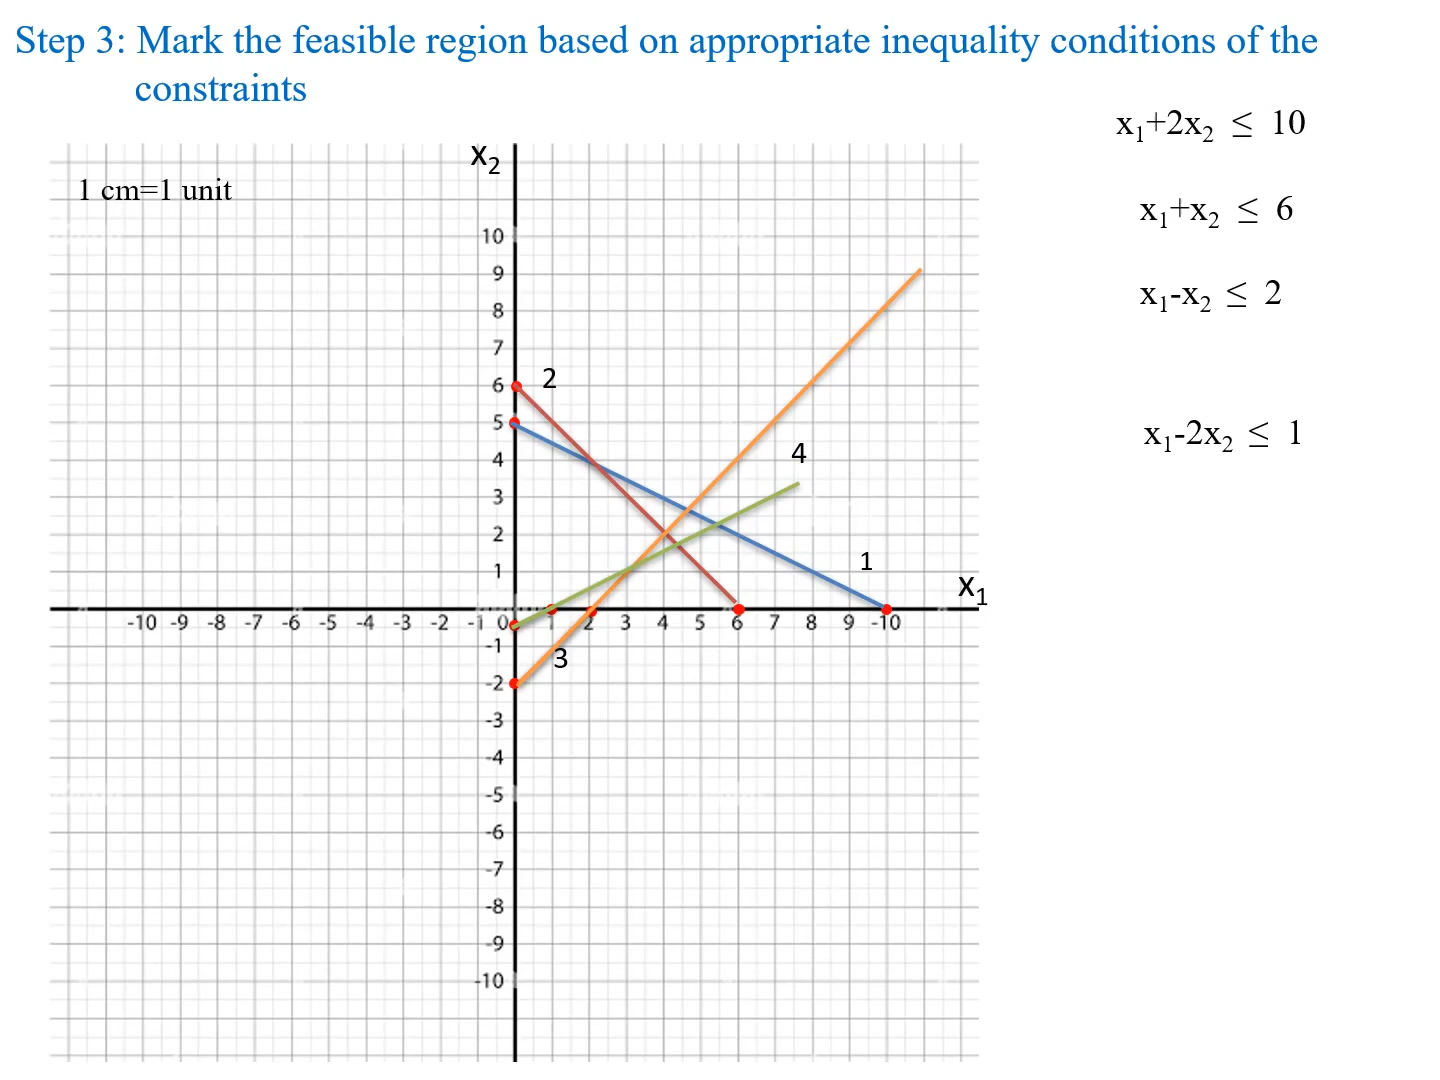 Step 3: Mark the feasible region based on appropriate inequality conditions of the
constraints
x₁+2x₂ ≤ 10
x₂
1 cm=1 unit
x₁+x₂ ≤ 6
10
9
x₁-x₂ ≤ 2
8
7
6
2
5
x₁-2x₂ ≤ 1
4
4
3
2
1
1
x₁
-10 -9 -8 -7 -6 -5 -4 -3 -2 -1 0 1 2 3 4 5 6 7 8 9 -10
-1
3
-2
-3
-4
-5
-6
-7
-8
-9
-10